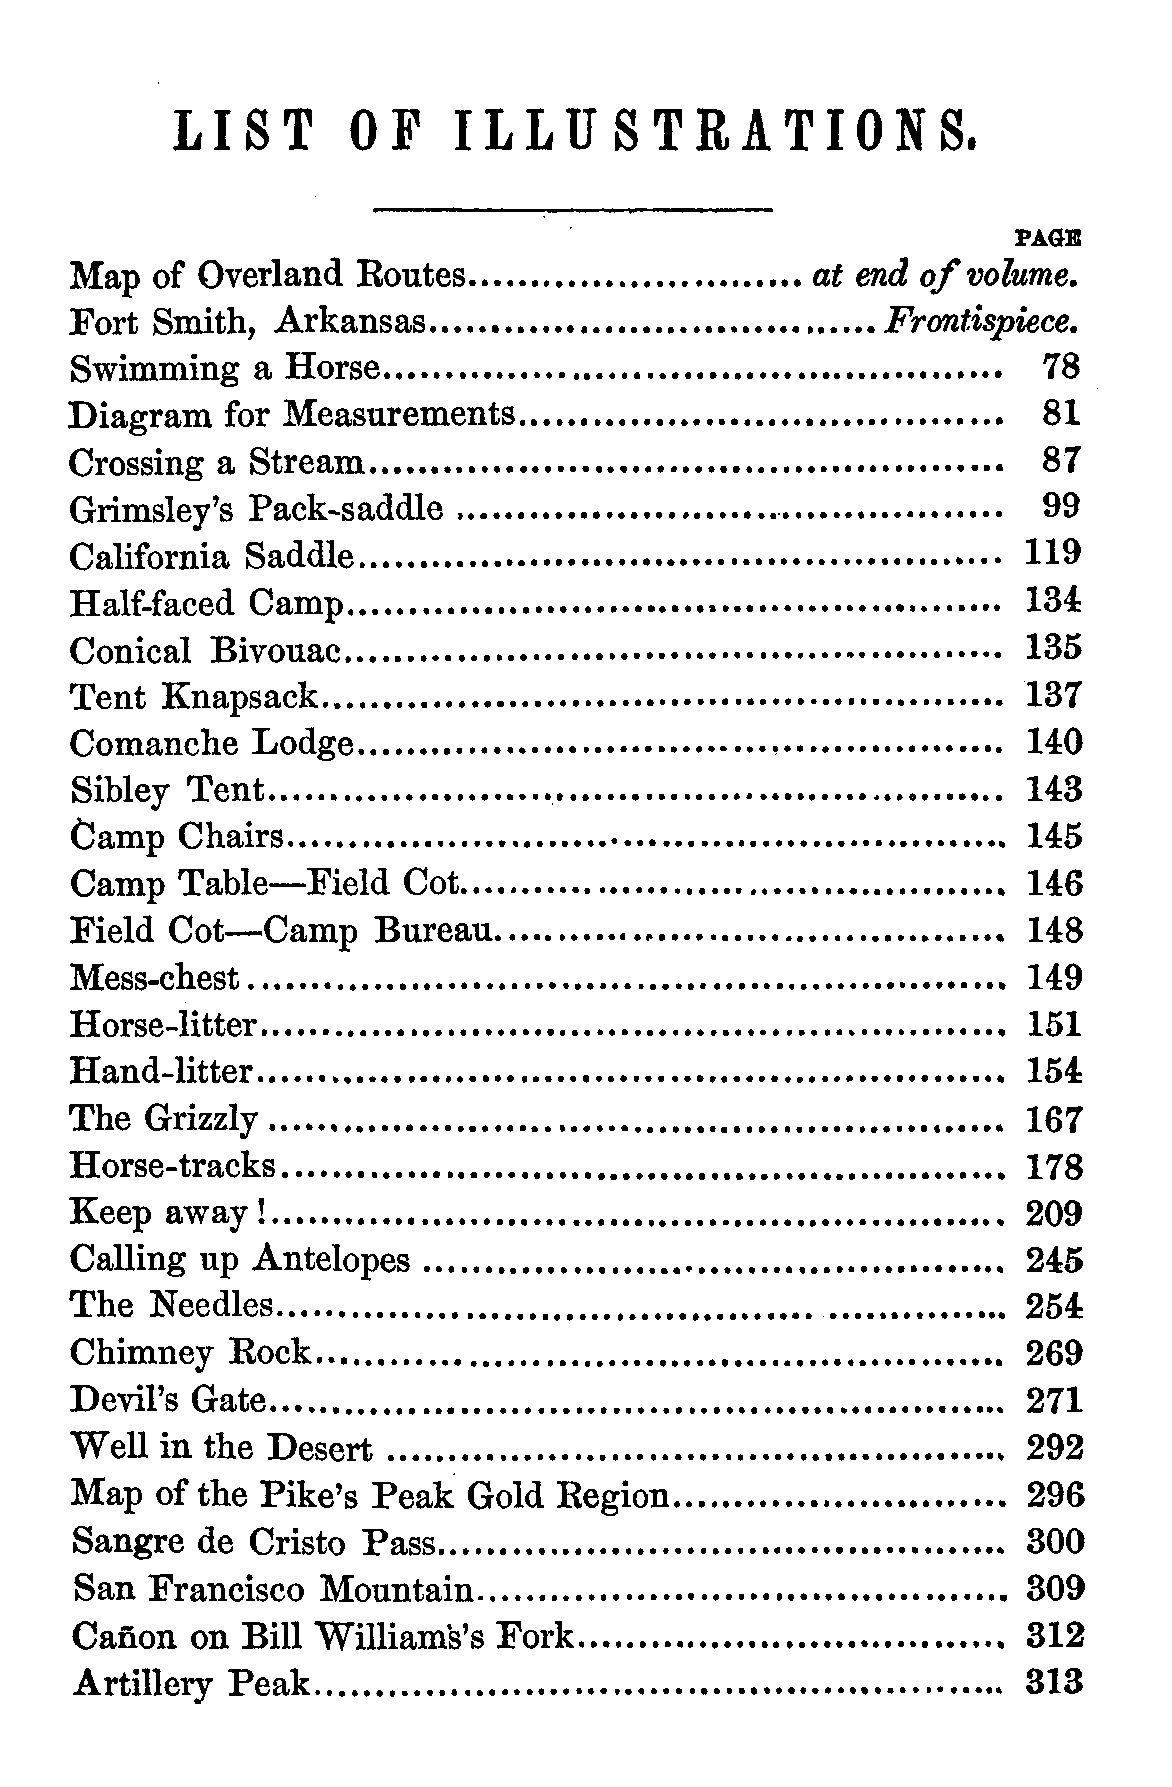 LIST OF ILLUSTRATIONS.
PAGE
Map of Overland Routes........................... at end of volume.
Fort Smith, Arkansas.................................... Frontispiece.
Swimming a Horse.................................................. 78
Diagram for Measurements....................................... 81
Crossing a Stream................................................... 87
Grimsley's Pack-saddle ............................................ 99
California Saddle.................................................... 119
Half-faced Camp..................................................... 134
Conical Bivouac..................................................... 135
Tent Knapsack....................................................... 137
Comanche Lodge.................................................... 140
Sibley Tent........................................................... 143
Camp Chairs.......................................................... 145
Camp Table—Field Cot............................................ 146
Field Cot—Camp Bureau......................................... 148
Mess-chest............................................................. 149
Horse-litter............................................................ 151
Hand-litter............................................................ 154
The Grizzly ........................................................... 167
Horse-tracks.......................................................... 178
Keep away!........................................................... 209
Calling up Antelopes ............................................... 245
The Needles........................................................... 254
Chimney Rock....................................................... 269
Devil's Gate........................................................... 271
Well in the Desert .................................................. 292
Map of the Pike's Peak Gold Region........................... 296
Sangre de Cristo Pass.............................................. 300
San Francisco Mountain........................................... 309
Cañon on Bill Williams's Fork................................... 312
Artillery Peak........................................................ 313